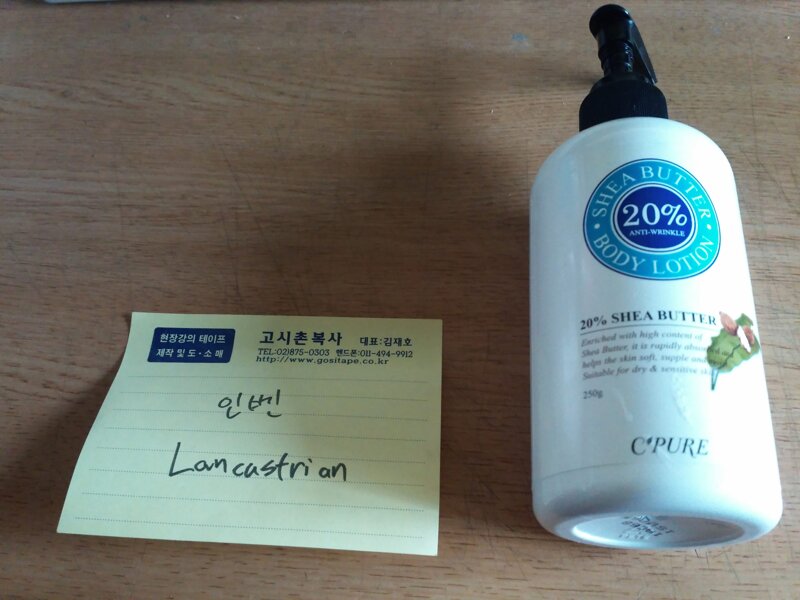 현장강의 테이프
제작 및 도·소매
고시촌복사 대표:김재호
TEL:02)875-0303 핸드폰:011-494-9912
http://www.gositape.co.kr
인벤
Lancastrian
SHEA BUTTER
20%
ANTI-WRINKLE
BODY LOTION
20% SHEA BUTTER
Enriched with high content of
Shea Butter, it is rapidly
helps the skin soft, supple and
Suitable for dry & sensitive
250g
C•PURE